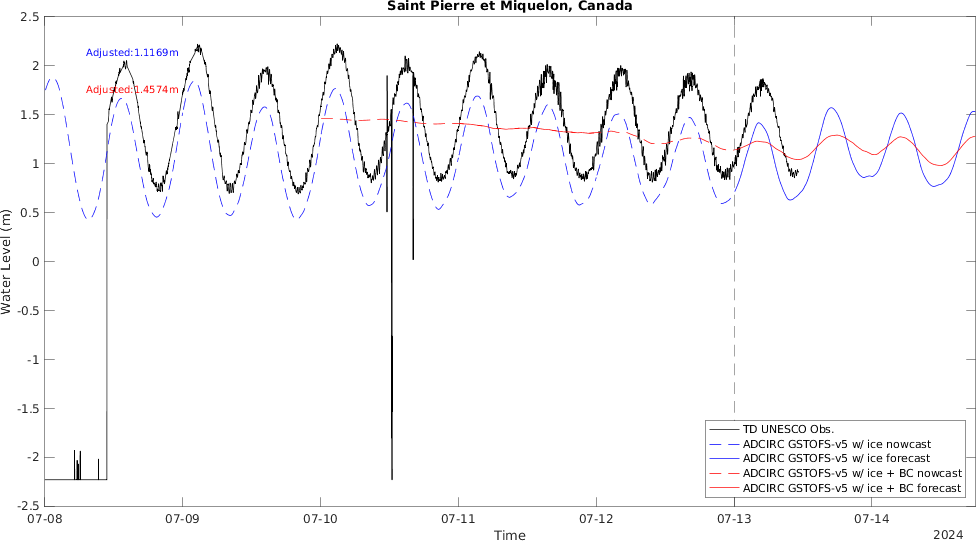 Saint Pierre et Miquelon, Canada
Adjusted:1.1169m
Adjusted:1.4574m
Water Level (m)
2.5
2
1.5
1
0.5
0
-0.5
-1
-1.5
-2
-2.5
TD UNESCO Obs.
ADCIRC GSTOFS-v5 w/ ice nowcast
ADCIRC GSTOFS-v5 w/ ice forecast
ADCIRC GSTOFS-v5 w/ ice + BC nowcast
ADCIRC GSTOFS-v5 w/ ice + BC forecast
07-08 07-09 07-10 07-11 07-12 07-13 07-14
Time
2024